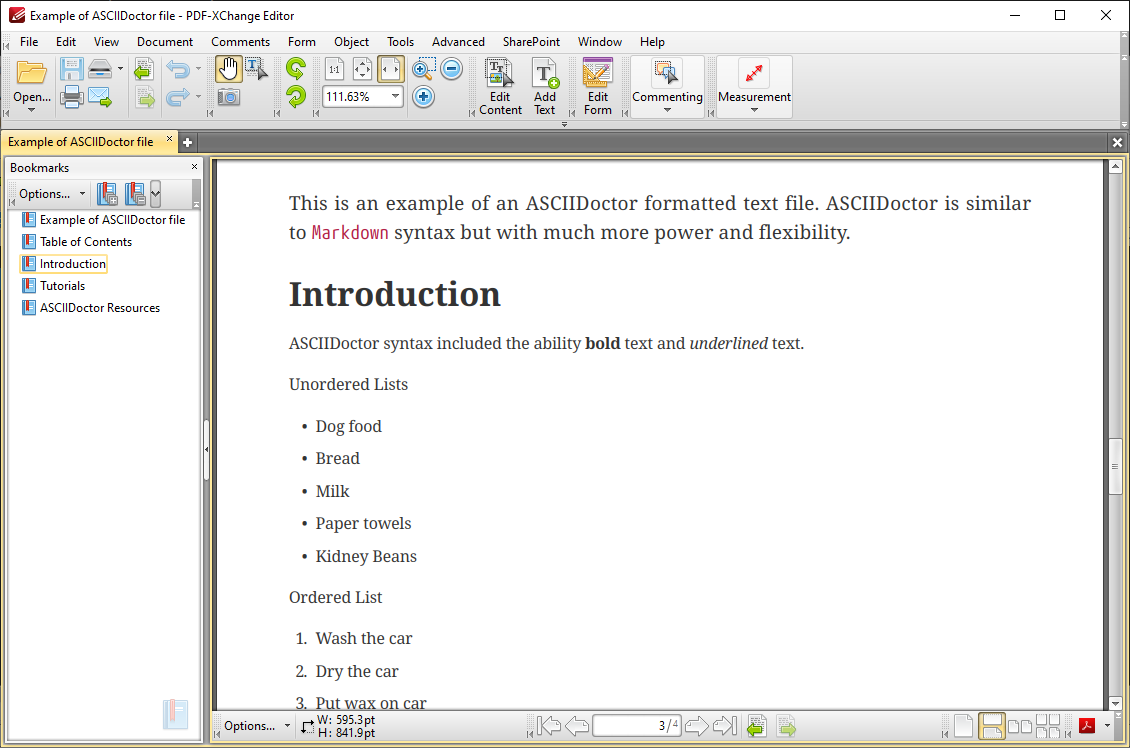 Example of ASCIIDoctor file - PDF-XChange Editor
File Edit View Document Comments Form Object Tools Advanced SharePoint Window Help
Open...
1:1
111.63%
Edit Content
Add Text
Edit Form
Commenting
Measurement
Example of ASCIIDoctor file
Bookmarks
Options...
Example of ASCIIDoctor file
Table of Contents
Introduction
Tutorials
ASCIIDoctor Resources
This is an example of an ASCIIDoctor formatted text file. ASCIIDoctor is similar
to Markdown syntax but with much more power and flexibility.
Introduction
ASCIIDoctor syntax included the ability bold text and underlined text.
Unordered Lists
• Dog food
• Bread
• Milk
• Paper towels
• Kidney Beans
Ordered List
1. Wash the car
2. Dry the car
3. Put wax on car
Options...
W: 595.3pt
H: 841.9pt
3/4